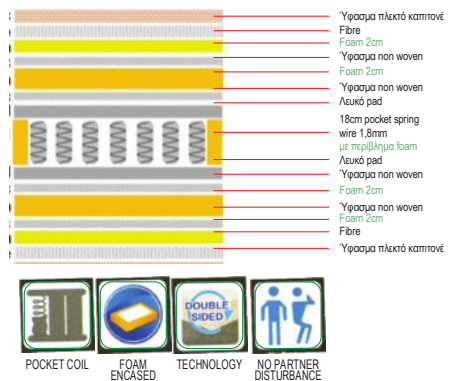 Ύφασμα πλεκτό καπιτονέ
Fibre
Foam 2cm
Ύφασμα non woven
Foam 2cm
Ύφασμα non woven
Λευκό pad
18cm pocket spring
wire 1,8mm
με περίβλημα foam
Λευκό pad
Ύφασμα non woven
Foam 2cm
Ύφασμα non woven
Foam 2cm
Fibre
Ύφασμα πλεκτό καπιτονέ
DOUBLE
SIDED
POCKET COIL
FOAM
ENCASED
TECHNOLOGY
NO PARTNER
DISTURBANCE